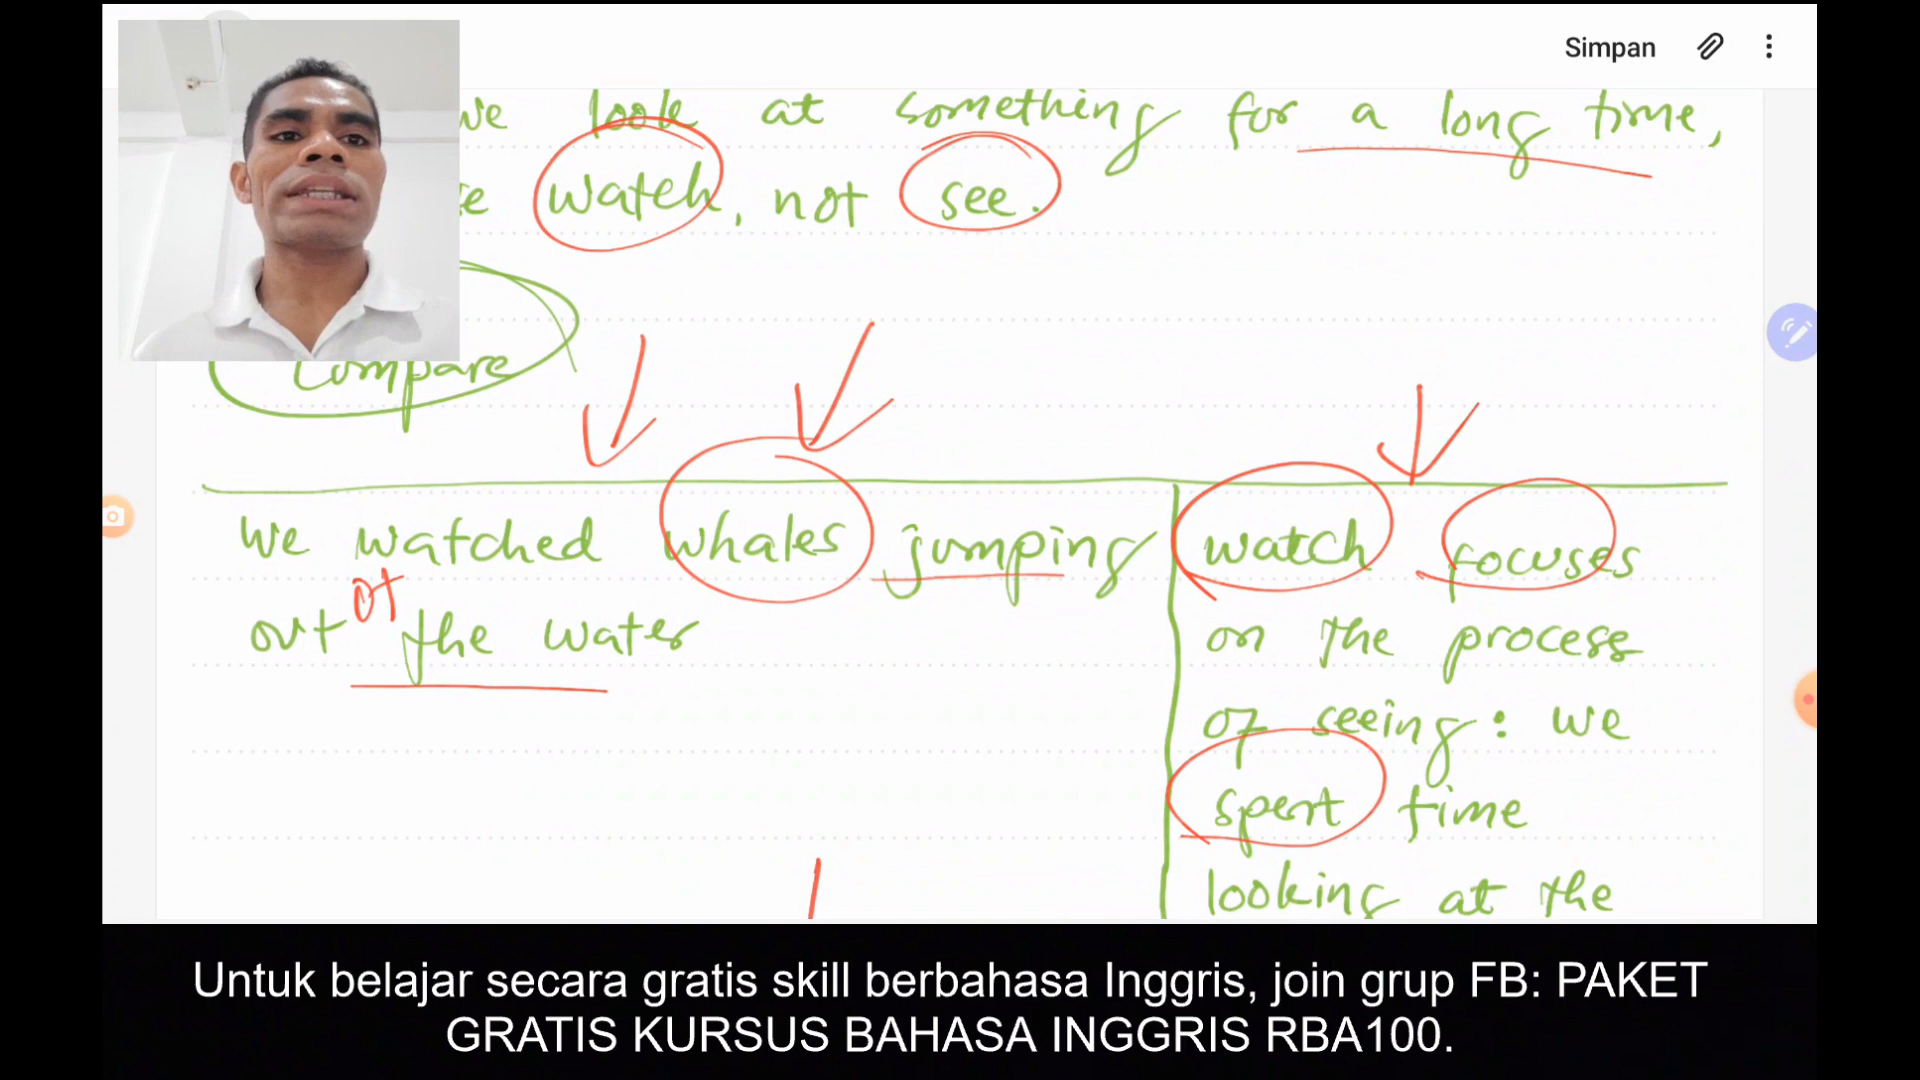 Simpan
we look at something for a long time,
watch, not see.
Compare
we watched whales jumping
out of the water
watch focuses
on the process
of seeing: we
spent time
looking at the
Untuk belajar secara gratis skill berbahasa Inggris, join grup FB: PAKET
GRATIS KURSUS BAHASA INGGRIS RBA100.